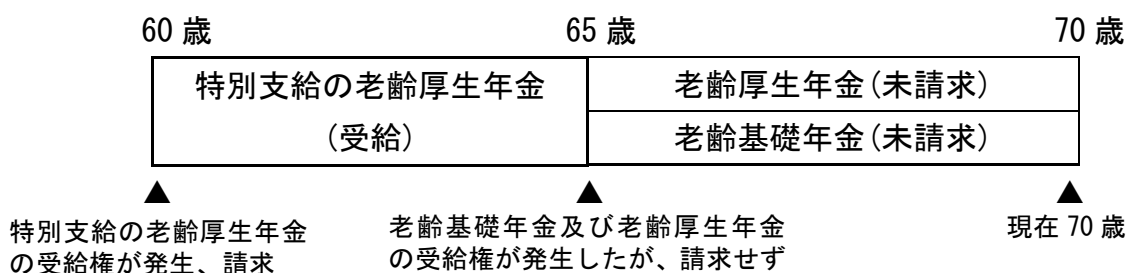 60 歳 65 歳 70 歳
特別支給の老齢厚生年金
(受給)
老齢厚生年金(未請求)
老齢基礎年金(未請求)
▲ ▲ ▲
特別支給の老齢厚生年金
の受給権が発生、請求
老齢基礎年金及び老齢厚生年金
の受給権が発生したが、請求せず
現在 70 歳